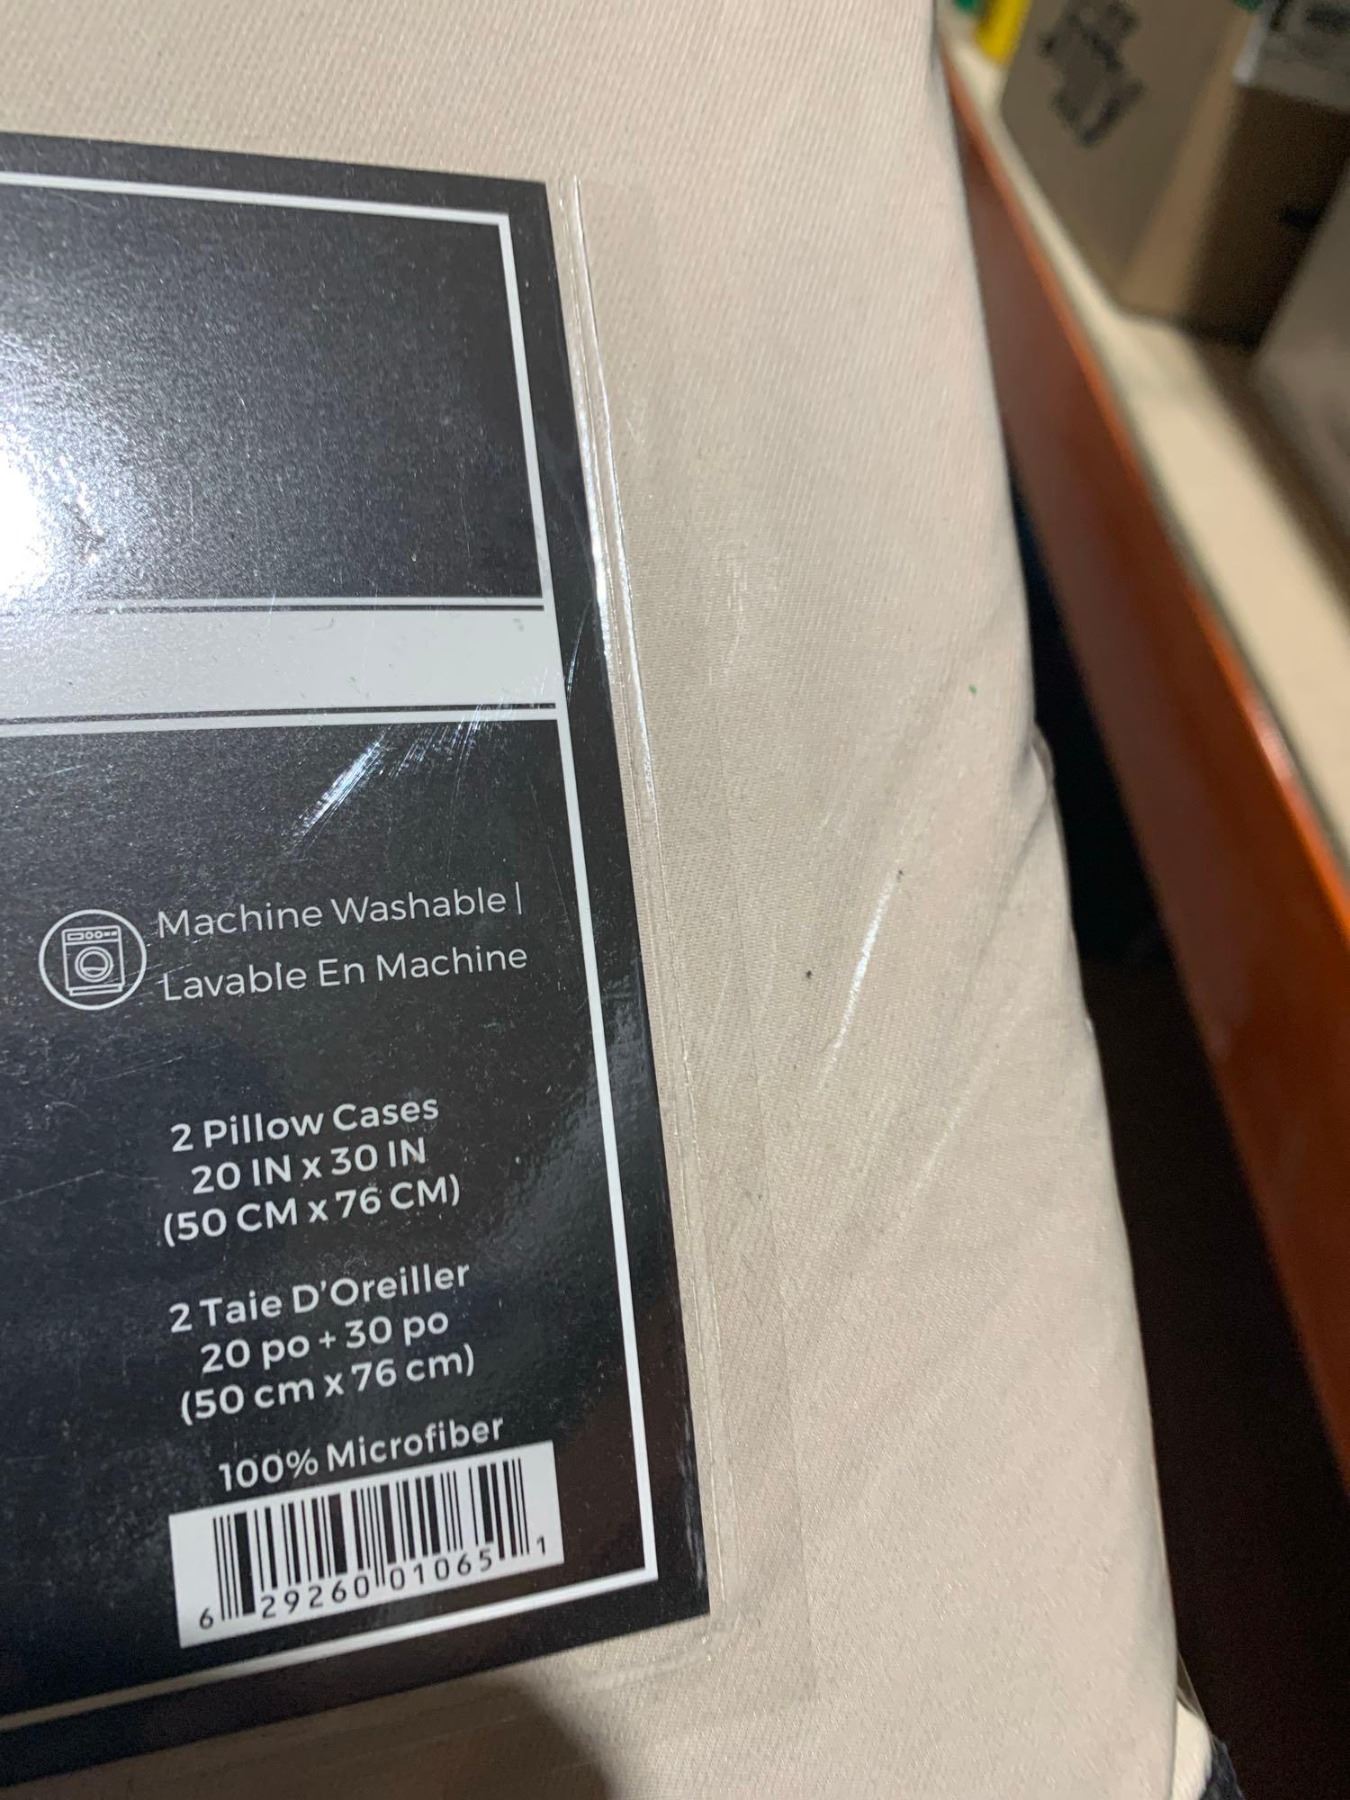 Machine Washable |
Lavable En Machine
2 Pillow Cases
20 IN x 30 IN
(50 CM x 76 CM)
2 Taie D'Oreiller
20 po + 30 po
(50 cm x 76 cm)
100% Microfiber
6 29260 01065 1